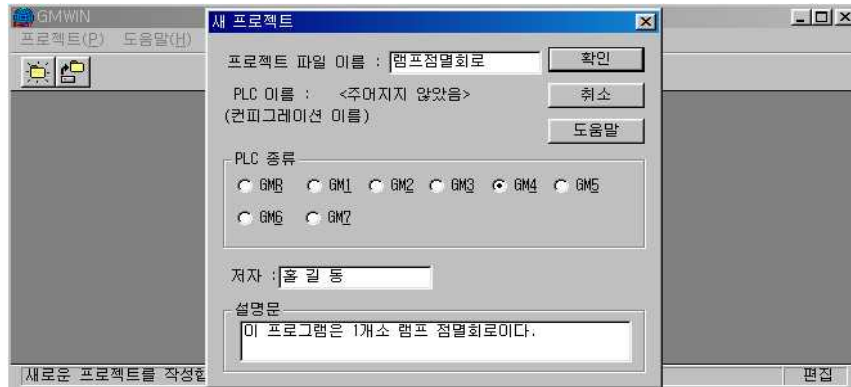 GMWIN
새 프로젝트
프로젝트(P) 도움말(H)
프로젝트 파일 이름 : 램프점멸회로
확인
PLC 이름 : <주어지지 않았음>
취소
(컨피그레이션 이름)
도움말
PLC 종류
GMR GM1 GM2 GM3 GM4 GM5
GM6 GM7
저자 : 홀 길 동
설명문
이 프로그램은 1개소 램프 점멸회로이다.
새로운 프로젝트를 작성합
편집